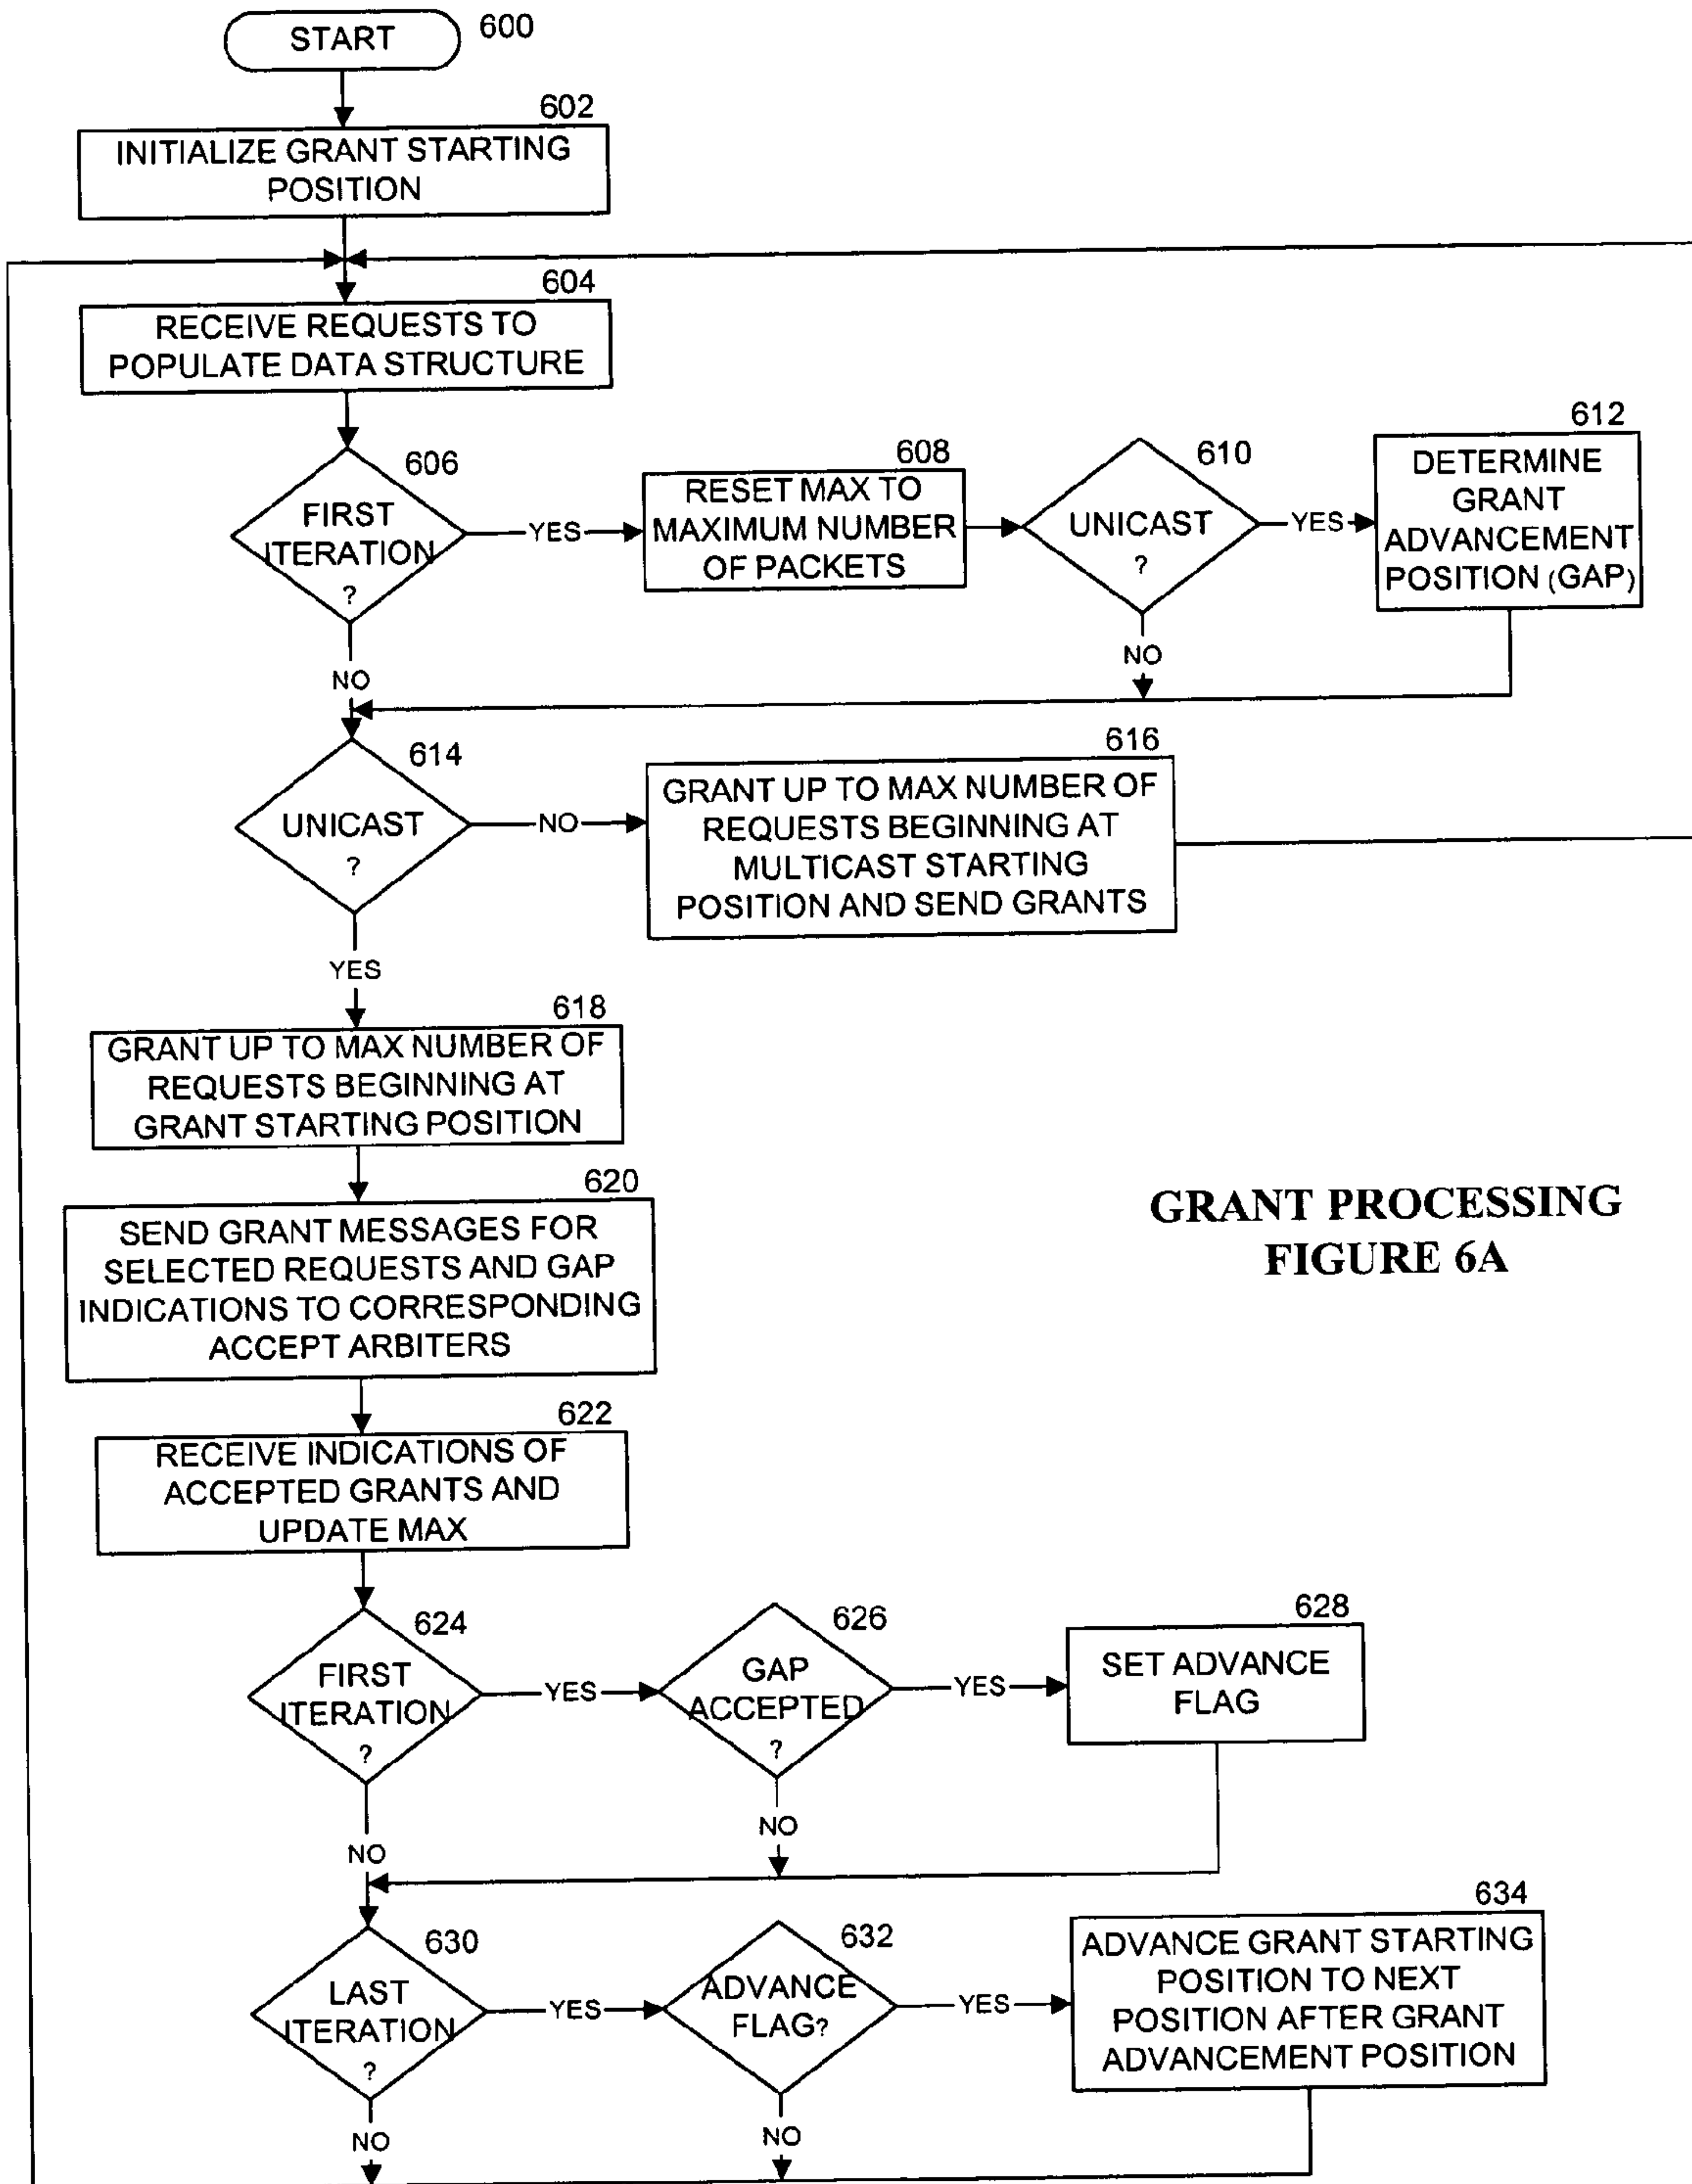 START
600
602
INITIALIZE GRANT STARTING
POSITION
604
RECEIVE REQUESTS TO
POPULATE DATA STRUCTURE
606
FIRST
ITERATION
?
YES
NO
608
RESET MAX TO
MAXIMUM NUMBER
OF PACKETS
610
UNICAST
?
YES
NO
612
DETERMINE
GRANT
ADVANCEMENT
POSITION (GAP)
614
UNICAST
?
NO
YES
616
GRANT UP TO MAX NUMBER OF
REQUESTS BEGINNING AT
MULTICAST STARTING
POSITION AND SEND GRANTS
618
GRANT UP TO MAX NUMBER OF
REQUESTS BEGINNING AT
GRANT STARTING POSITION
620
SEND GRANT MESSAGES FOR
SELECTED REQUESTS AND GAP
INDICATIONS TO CORRESPONDING
ACCEPT ARBITERS
GRANT PROCESSING
FIGURE 6A
622
RECEIVE INDICATIONS OF
ACCEPTED GRANTS AND
UPDATE MAX
624
FIRST
ITERATION
?
YES
NO
626
GAP
ACCEPTED
?
YES
NO
628
SET ADVANCE
FLAG
630
LAST
ITERATION
?
YES
NO
632
ADVANCE
FLAG?
YES
NO
634
ADVANCE GRANT STARTING
POSITION TO NEXT
POSITION AFTER GRANT
ADVANCEMENT POSITION